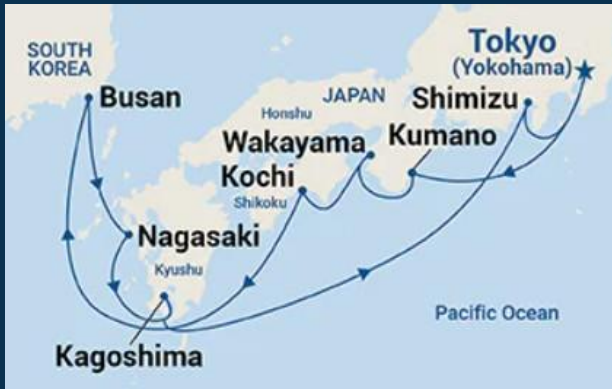 SOUTH
KOREA
Busan
Tokyo
(Yokohama)
JAPAN
Shimizu
Honshu
Wakayama
Kumano
Kochi
Shikoku
Nagasaki
Kyushu
Pacific Ocean
Kagoshima